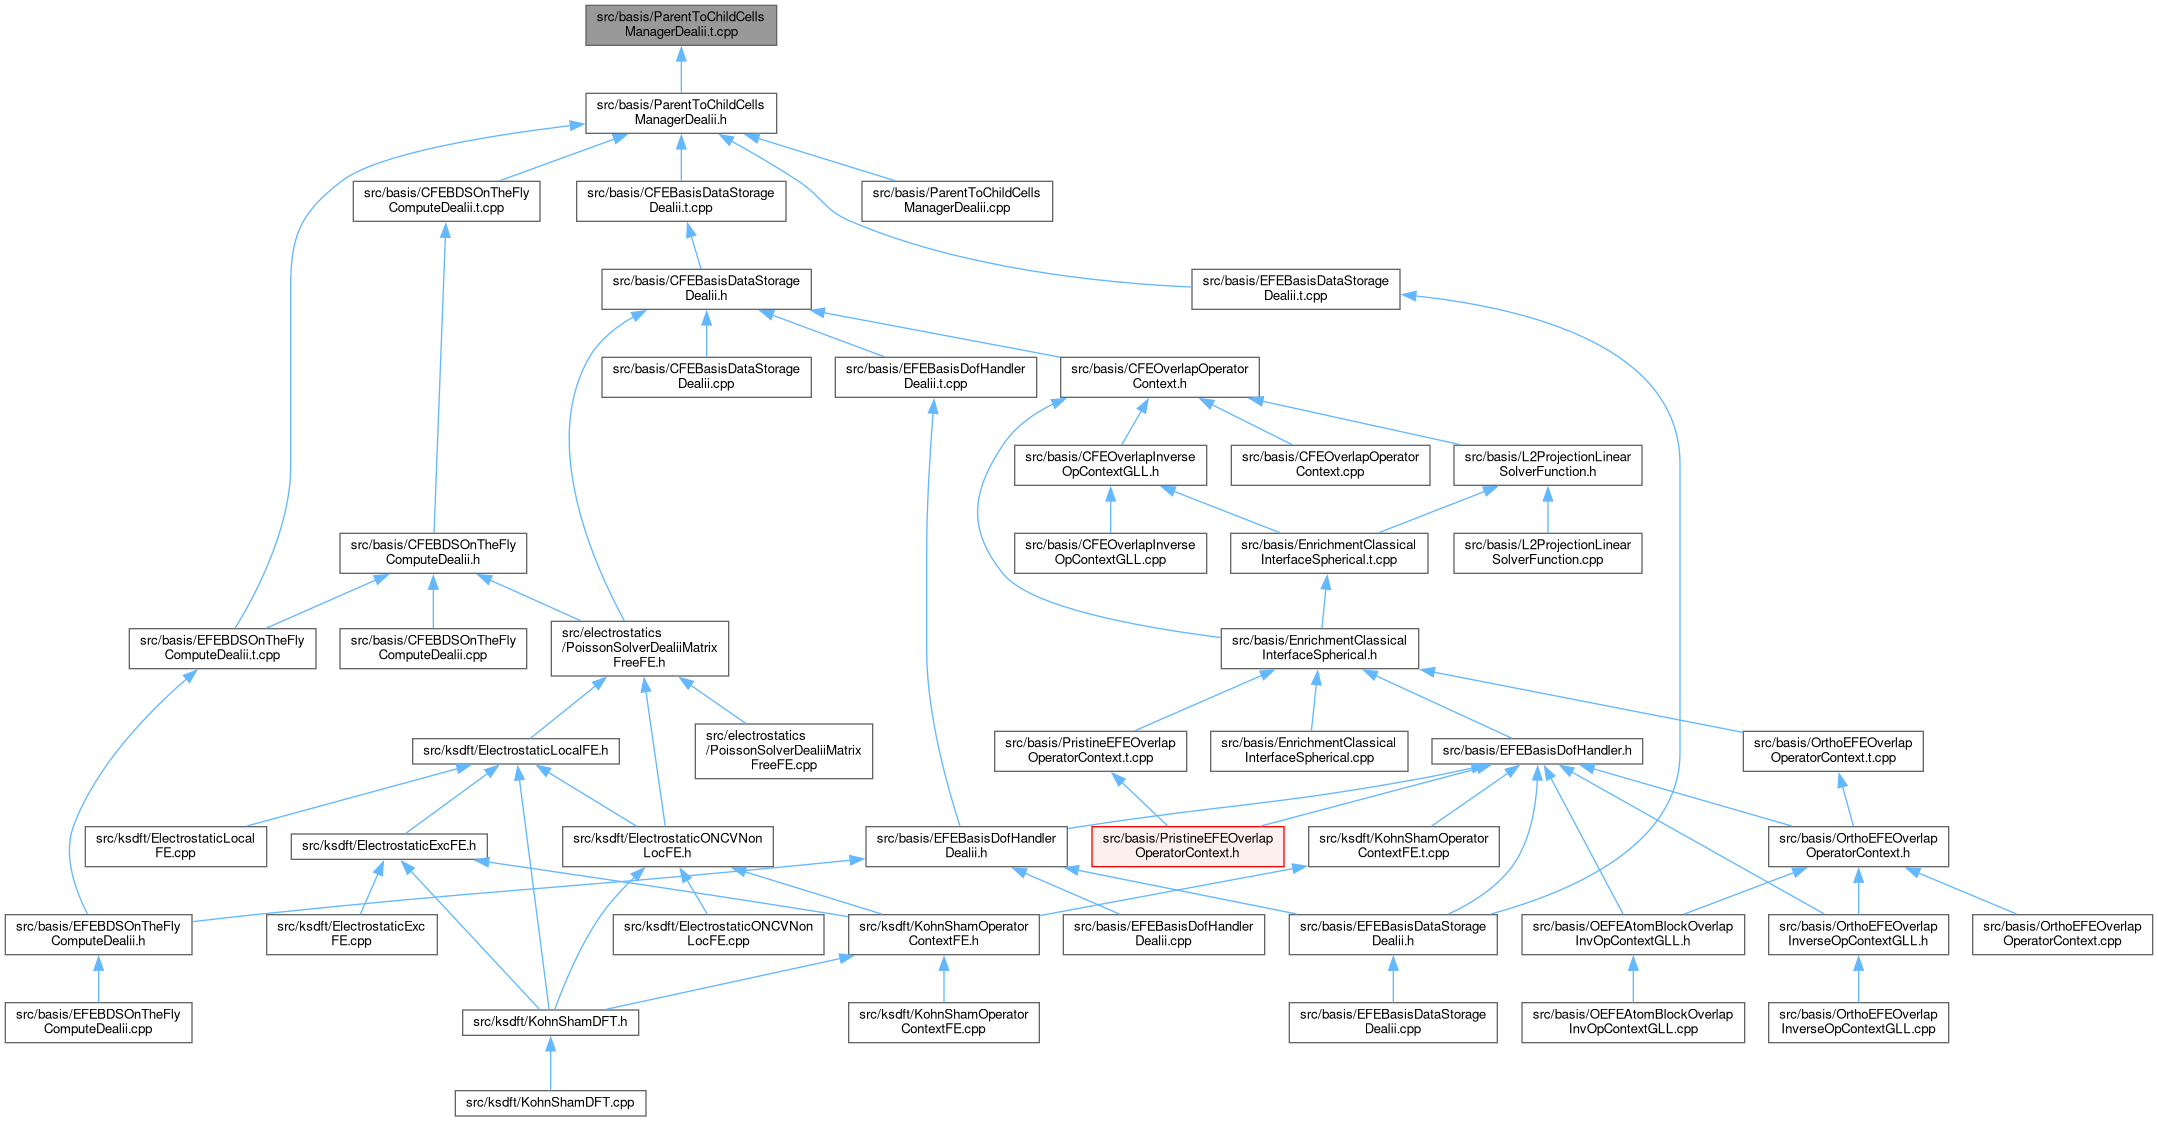 src/basis/ParentToChildCells
ManagerDealii.t.cpp
src/basis/ParentToChildCells
ManagerDealii.h
src/basis/CFEBDSOnTheFly
ComputeDealii.t.cpp
src/basis/CFEBasisDataStorage
Dealii.t.cpp
src/basis/ParentToChildCells
ManagerDealii.cpp
src/basis/CFEBasisDataStorage
Dealii.h
src/basis/EFEBasisDataStorage
Dealii.t.cpp
src/basis/CFEBasisDataStorage
Dealii.cpp
src/basis/EFEBasisDofHandler
Dealii.t.cpp
src/basis/CFEOverlapOperator
Context.h
src/basis/CFEOverlapInverse
OpContextGLL.h
src/basis/CFEOverlapOperator
Context.cpp
src/basis/L2ProjectionLinear
SolverFunction.h
src/basis/CFEBDSOnTheFly
ComputeDealii.h
src/basis/CFEOverlapInverse
OpContextGLL.cpp
src/basis/EnrichmentClassical
InterfaceSpherical.t.cpp
src/basis/L2ProjectionLinear
SolverFunction.cpp
src/basis/EFEBDSOnTheFly
ComputeDealii.t.cpp
src/basis/CFEBDSOnTheFly
ComputeDealii.cpp
src/electrostatics
/PoissonSolverDealiiMatrix
FreeFE.h
src/basis/EnrichmentClassical
InterfaceSpherical.h
src/ksdft/ElectrostaticLocalFE.h
src/electrostatics
/PoissonSolverDealiiMatrix
FreeFE.cpp
src/basis/PristineEFEOverlap
OperatorContext.t.cpp
src/basis/EnrichmentClassical
InterfaceSpherical.cpp
src/basis/EFEBasisDofHandler.h
src/basis/OrthoEFEOverlap
OperatorContext.t.cpp
src/ksdft/ElectrostaticLocal
FE.cpp
src/ksdft/ElectrostaticExcFE.h
src/ksdft/ElectrostaticONCVNon
LocFE.h
src/basis/EFEBasisDofHandler
Dealii.h
src/basis/PristineEFEOverlap
OperatorContext.h
src/ksdft/KohnShamOperator
ContextFE.t.cpp
src/basis/OrthoEFEOverlap
OperatorContext.h
src/basis/EFEBDSOnTheFly
ComputeDealii.h
src/ksdft/ElectrostaticExc
FE.cpp
src/ksdft/ElectrostaticONCVNon
LocFE.cpp
src/ksdft/KohnShamOperator
ContextFE.h
src/basis/EFEBasisDofHandler
Dealii.cpp
src/basis/EFEBasisDataStorage
Dealii.h
src/basis/OEFEAtomBlockOverlap
InvOpContextGLL.h
src/basis/OrthoEFEOverlap
InverseOpContextGLL.h
src/basis/OrthoEFEOverlap
OperatorContext.cpp
src/basis/EFEBDSOnTheFly
ComputeDealii.cpp
src/ksdft/KohnShamDFT.h
src/ksdft/KohnShamOperator
ContextFE.cpp
src/basis/EFEBasisDataStorage
Dealii.cpp
src/basis/OEFEAtomBlockOverlap
InvOpContextGLL.cpp
src/basis/OrthoEFEOverlap
InverseOpContextGLL.cpp
src/ksdft/KohnShamDFT.cpp